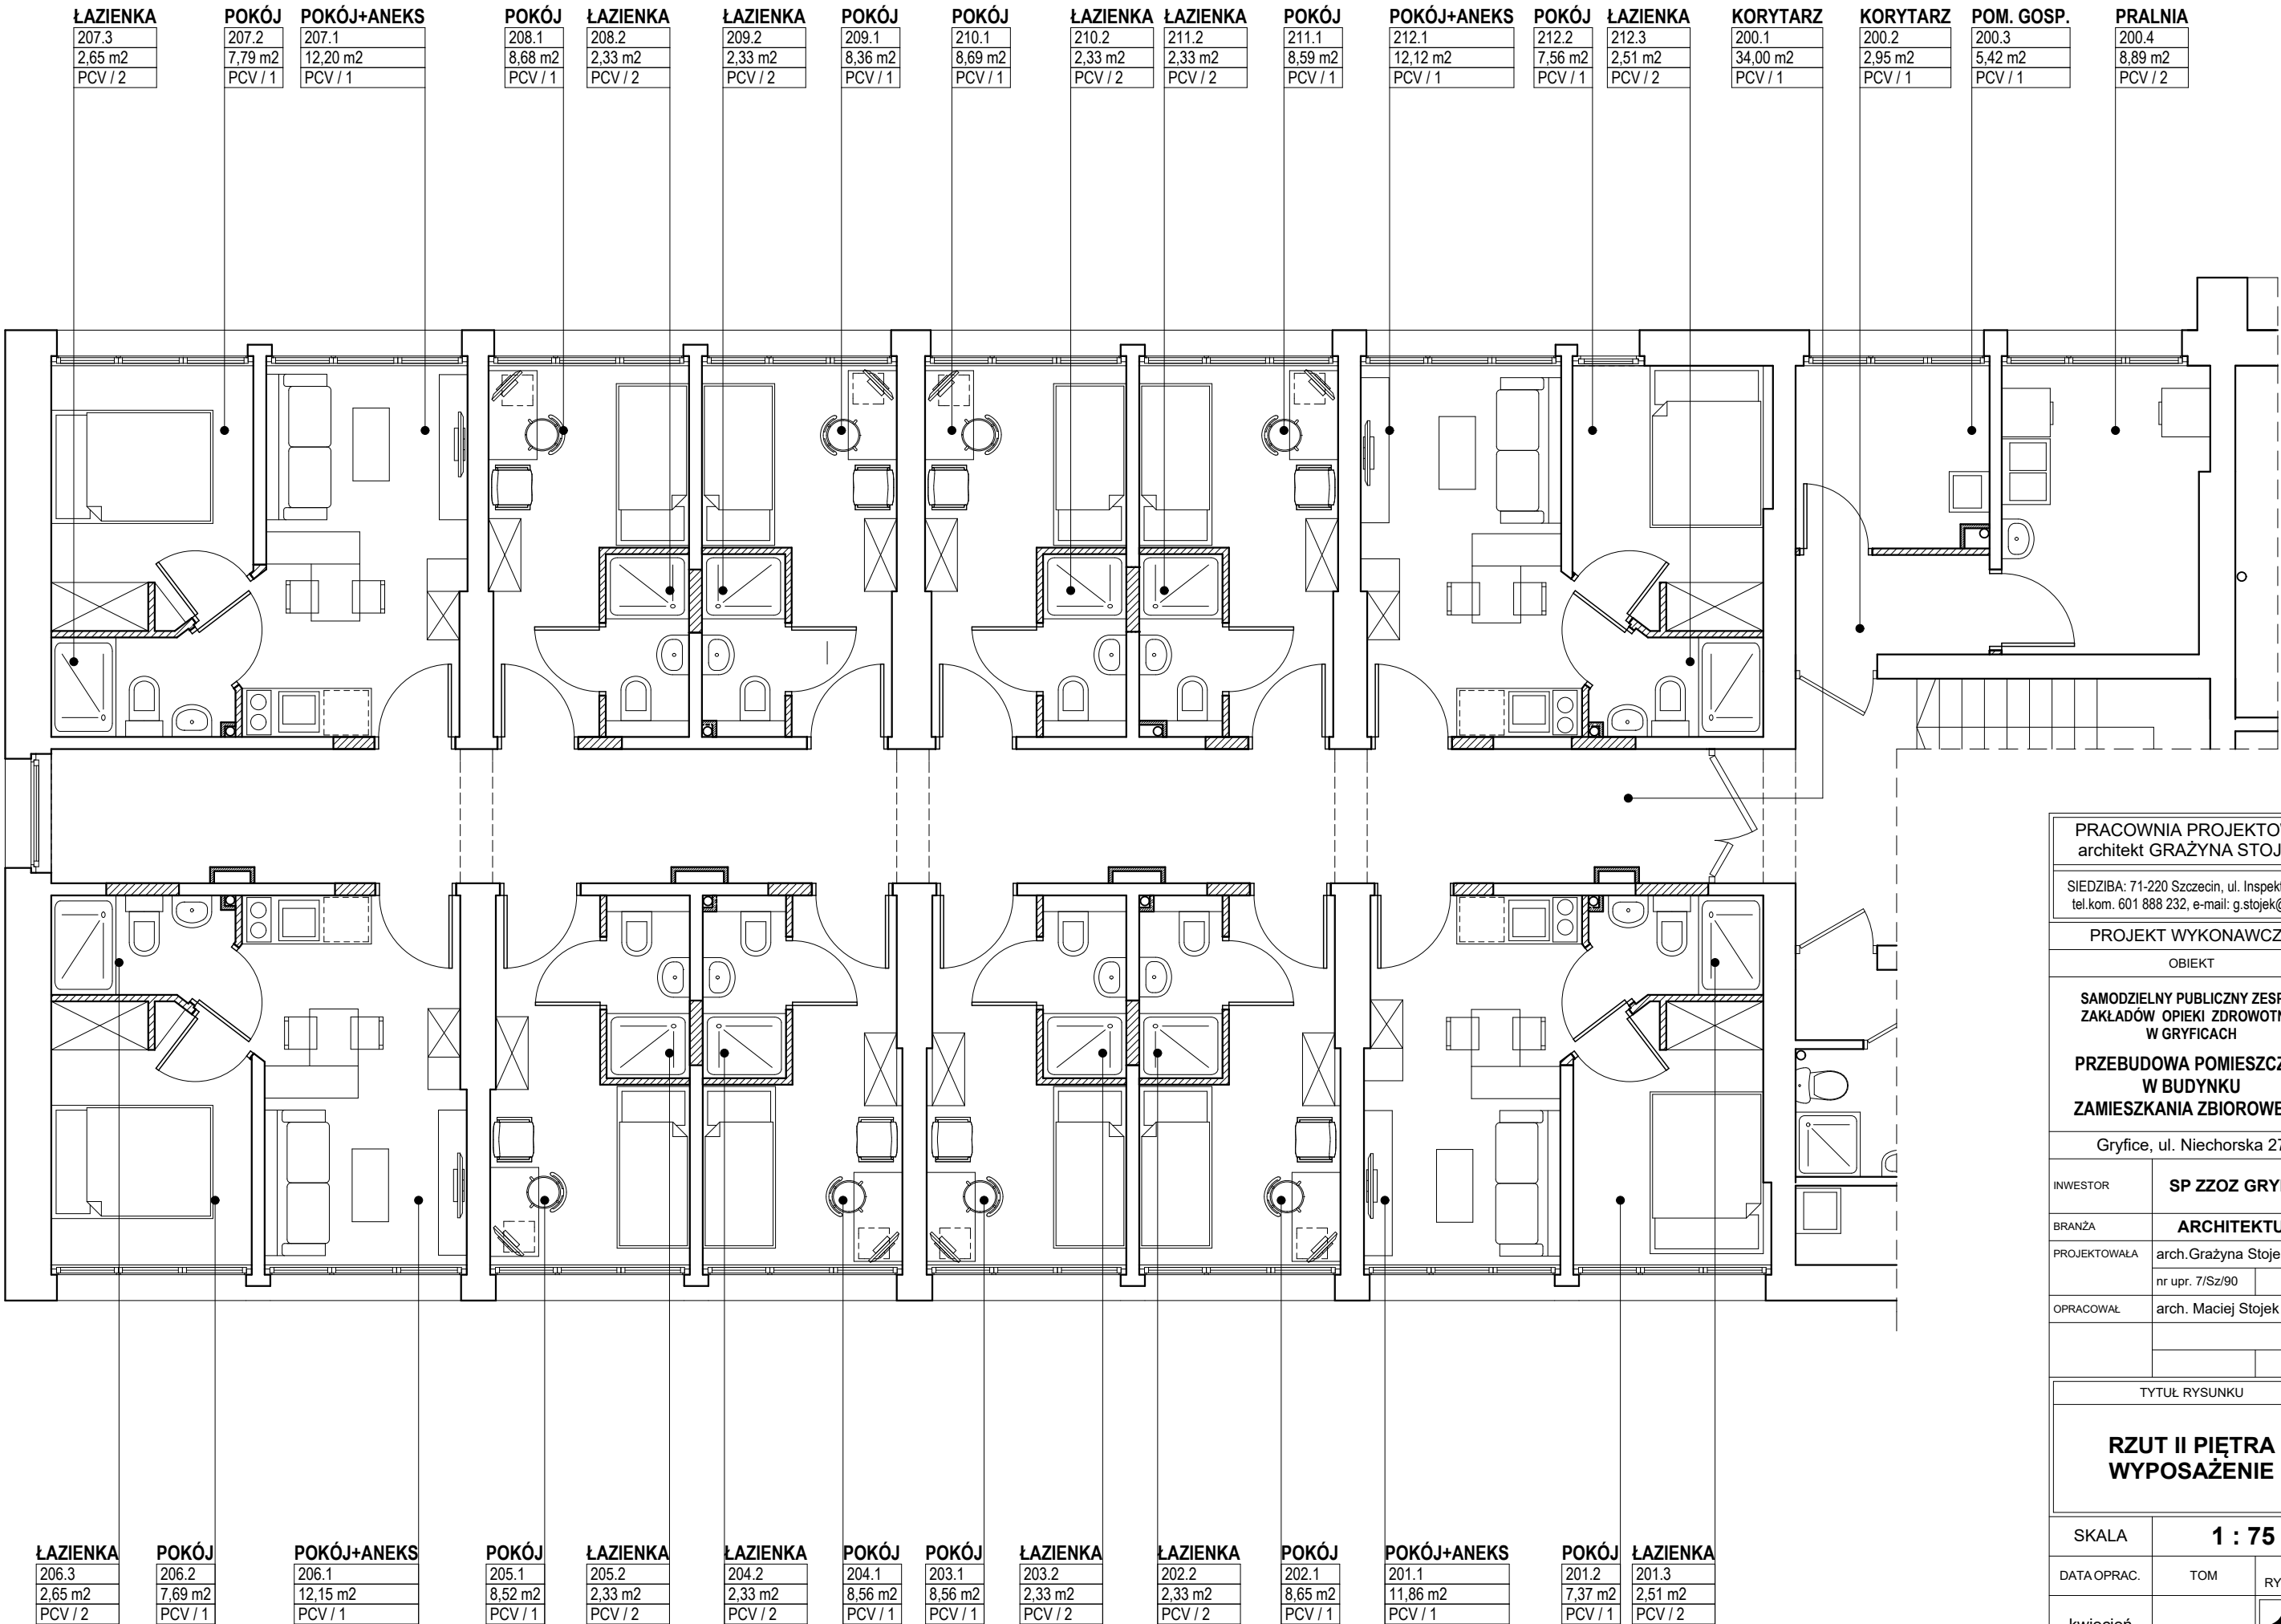 ŁAZIENKA
207.3
2,65 m2
PCV / 2
POKÓJ
207.2
7,79 m2
PCV / 1
POKÓJ+ANEKS
207.1
12,20 m2
PCV / 1
POKÓJ
208.1
8,68 m2
PCV / 1
ŁAZIENKA
208.2
2,33 m2
PCV / 2
ŁAZIENKA
209.2
2,33 m2
PCV / 2
POKÓJ
209.1
8,36 m2
PCV / 1
POKÓJ
210.1
8,69 m2
PCV / 1
ŁAZIENKA
210.2
2,33 m2
PCV / 2
ŁAZIENKA
211.2
2,33 m2
PCV / 2
POKÓJ
211.1
8,59 m2
PCV / 1
POKÓJ+ANEKS
212.1
12,12 m2
PCV / 1
POKÓJ
212.2
7,56 m2
PCV / 1
ŁAZIENKA
212.3
2,51 m2
PCV / 2
KORYTARZ
200.1
34,00 m2
PCV / 1
KORYTARZ
200.2
2,95 m2
PCV / 1
POM. GOSP.
200.3
5,42 m2
PCV / 1
PRALNIA
200.4
8,89 m2
PCV / 2
PRACOWNIA
architekt GRAŻYNA
SIEDZIBA: 71-220 Szczecin, ul.
tel.kom. 601 888 232, e-mail:
PROJEKT
OBIEKT
SAMODZIELNY PUBLICZNY
ZAKŁADÓW OPIEKI
W GRYFICACH
PRZEBUDOWA
W BUDYNKU
ZAMIESZKANIA
Gryfice, ul. Niechorska
INWESTOR
SP ZZOZ
BRANŻA
PROJEKTOWAŁA
arch.Grażyna
nr upr. 7/Sz/90
OPRACOWAŁ
arch. Maciej Stojek
TYTUŁ RYSUNKU
RZUT II PIĘTRA
WYPOSAŻENIE
SKALA
1 : 75
DATA OPRAC.
TOM
ŁAZIENKA
206.3
2,65 m2
PCV / 2
POKÓJ
206.2
7,69 m2
PCV / 1
POKÓJ+ANEKS
206.1
12,15 m2
PCV / 1
POKÓJ
205.1
8,52 m2
PCV / 1
ŁAZIENKA
205.2
2,33 m2
PCV / 2
ŁAZIENKA
204.2
2,33 m2
PCV / 2
POKÓJ
204.1
8,56 m2
PCV / 1
POKÓJ
203.1
8,56 m2
PCV / 1
ŁAZIENKA
203.2
2,33 m2
PCV / 2
ŁAZIENKA
202.2
2,33 m2
PCV / 2
POKÓJ
202.1
8,65 m2
PCV / 1
POKÓJ+ANEKS
201.1
11,86 m2
PCV / 1
POKÓJ
201.2
7,37 m2
PCV / 1
ŁAZIENKA
201.3
2,51 m2
PCV / 2